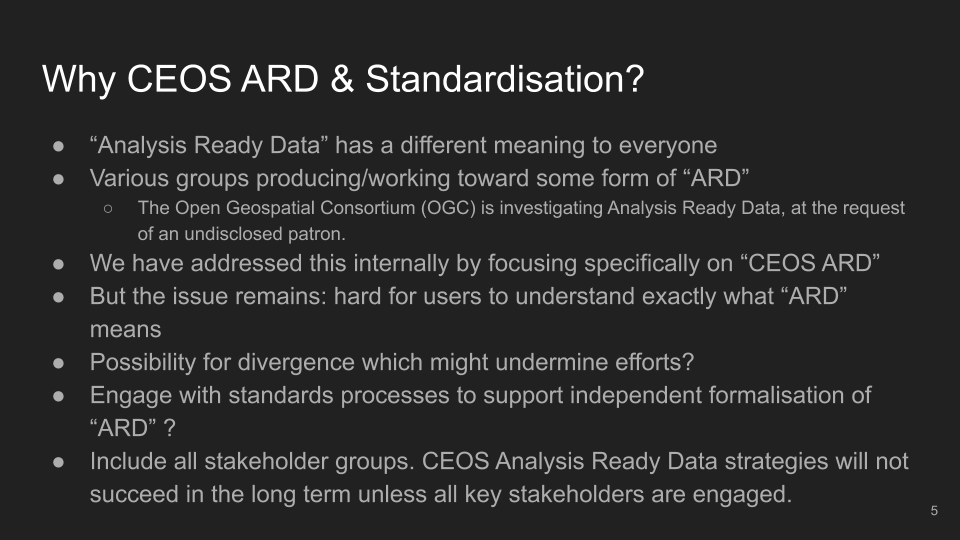 Why CEOS ARD & Standardisation?
● “Analysis Ready Data” has a different meaning to everyone
● Various groups producing/working toward some form of “ARD”
○ The Open Geospatial Consortium (OGC) is investigating Analysis Ready Data, at the request
of an undisclosed patron.
● We have addressed this internally by focusing specifically on “CEOS ARD”
● But the issue remains: hard for users to understand exactly what “ARD”
means
● Possibility for divergence which might undermine efforts?
● Engage with standards processes to support independent formalisation of
“ARD” ?
● Include all stakeholder groups. CEOS Analysis Ready Data strategies will not
succeed in the long term unless all key stakeholders are engaged.
5